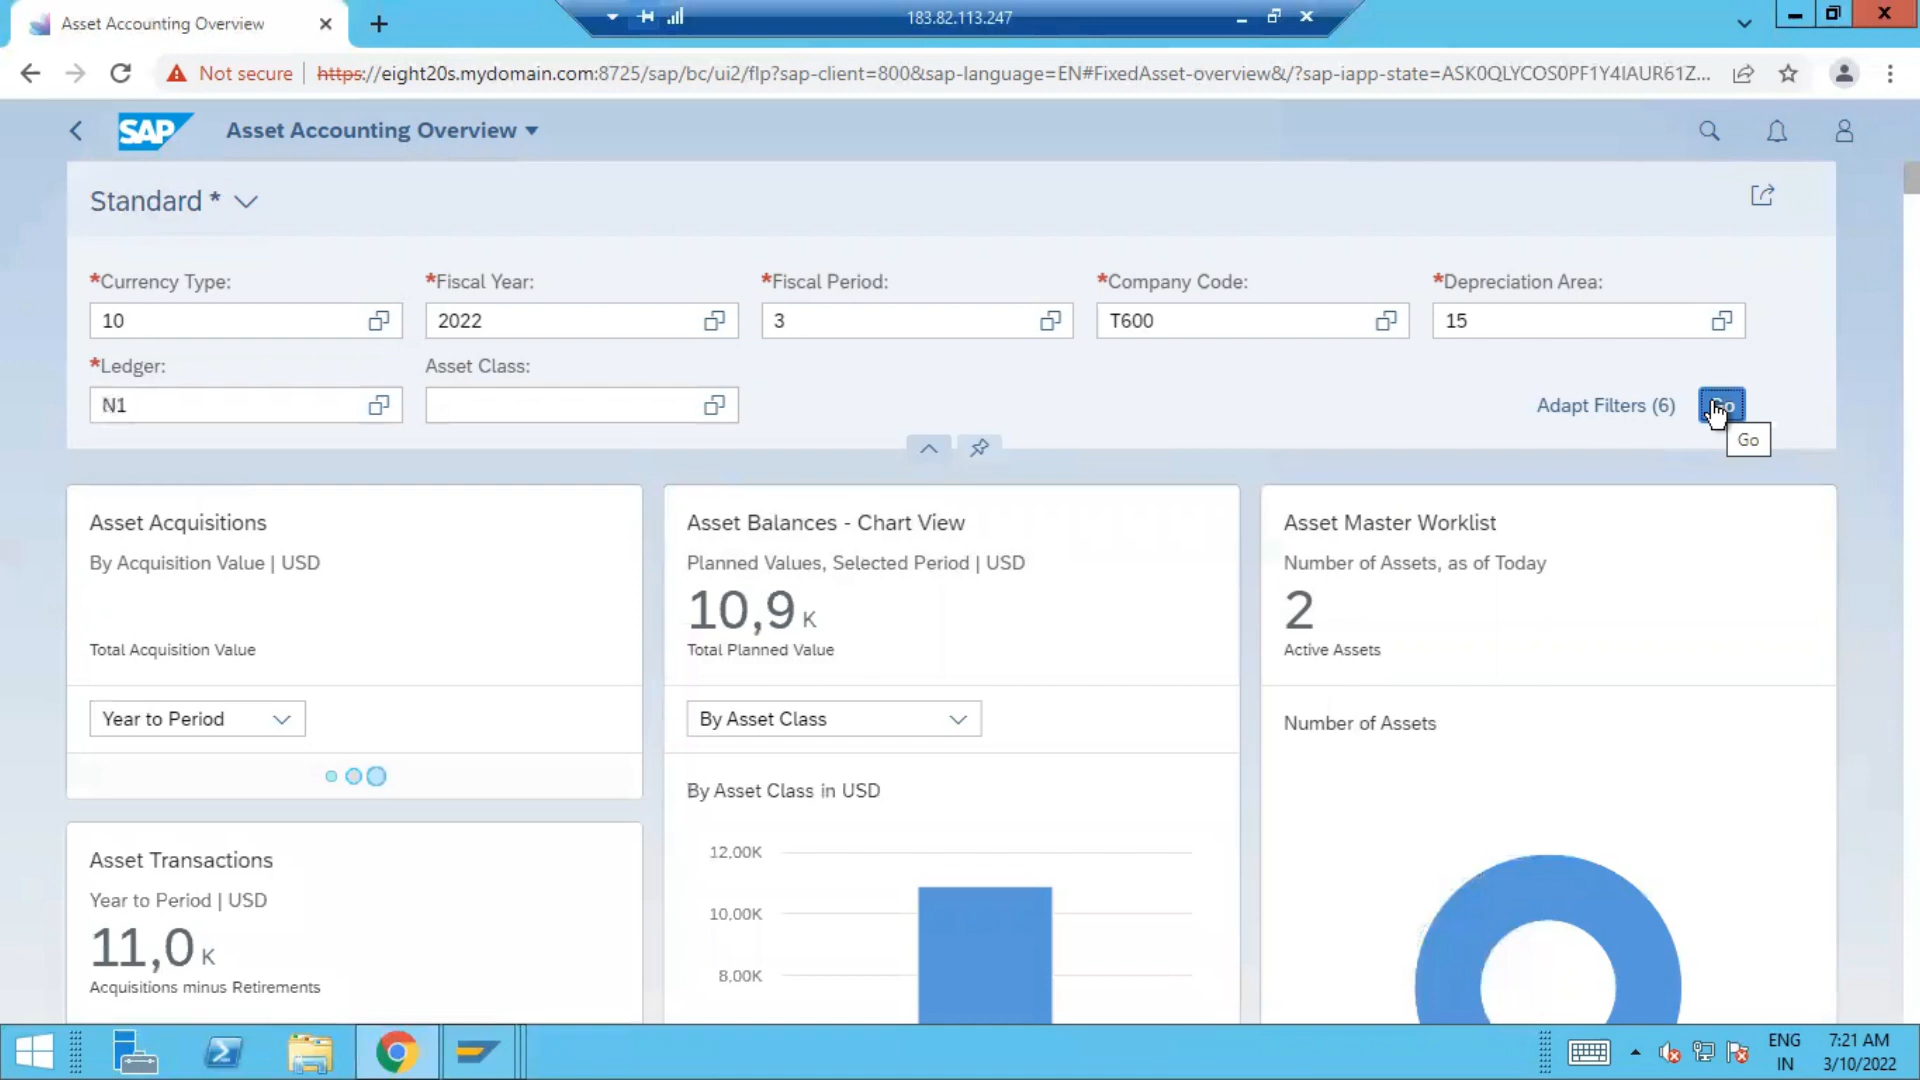 Asset Accounting Overview
183.82.113.247
Not secure
https://eight20s.mydomain.com:8725/sap/bc/ui2/flp?sap-client=800&sap-language=EN#FixedAsset-overview&/?sap-iapp-state=ASK0QLYCOS0PF1Y4IAUR61Z...
SAP
Asset Accounting Overview
Standard *
*Currency Type:
10
*Fiscal Year:
2022
*Fiscal Period:
3
*Company Code:
T600
*Depreciation Area:
15
*Ledger:
N1
Asset Class:
Adapt Filters (6)
Go
Asset Acquisitions
By Acquisition Value | USD
Total Acquisition Value
Year to Period
Asset Balances - Chart View
Planned Values, Selected Period | USD
10,9 K
Total Planned Value
By Asset Class
By Asset Class in USD
12,00K
10,00K
8,00K
Asset Master Worklist
Number of Assets, as of Today
2
Active Assets
Number of Assets
Asset Transactions
Year to Period | USD
11,0 K
Acquisitions minus Retirements
ENG
IN
7:21 AM
3/10/2022